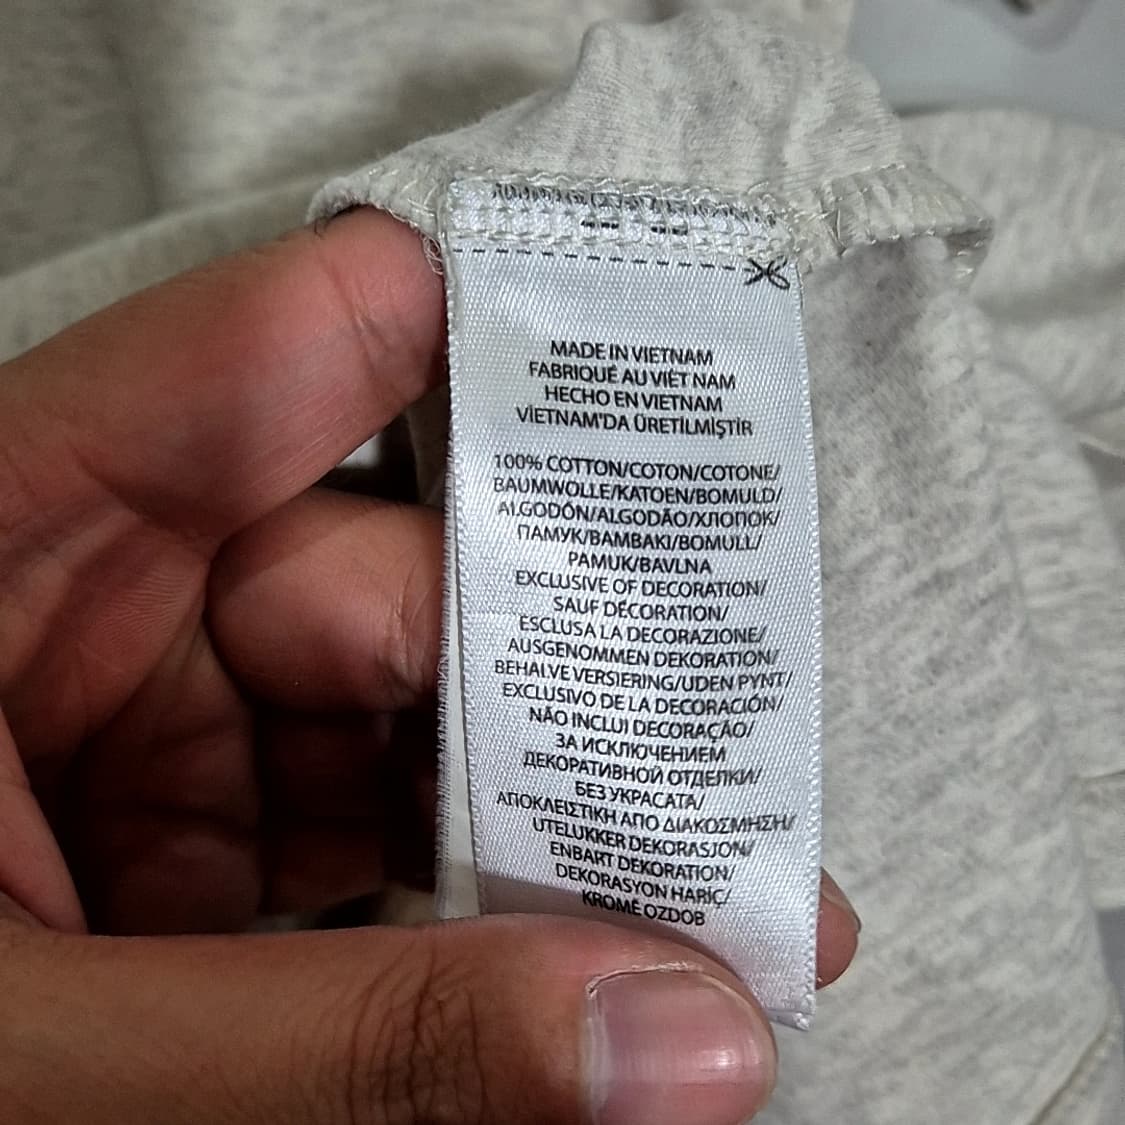 MADE IN VIETNAM
FABRIQUÉ AU VIÊT NAM
HECHO EN VIETNAM
VİETNAM'DA ÜRETİLMİŞTİR
100% COTTON/COTON/COTONE/
BAUMWOLLE/KATOEN/BOMULD/
ALGODÓN/ALGODÃO/ХЛОПОК/
ПАМУК/BAMBAKI/BOMULL/
PAMUK/BAVLNA
EXCLUSIVE OF DECORATION/
SAUF DÉCORATION/
ESCLUSA LA DECORAZIONE/
AUSGENOMMEN DEKORATION/
BEHALVE VERSIERING/UDEN PYNT/
EXCLUSIVO DE LA DECORACIÓN/
NÃO INCLUI DECORAÇÃO/
ЗА ИСКЛЮЧЕНИЕМ
ДЕКОРАТИВНОЙ ОТДЕЛКИ/
БЕЗ УКРАСАТА/
ΑΠΟΚΛΕΙΣΤΙΚΗ ΑΠΟ ΔΙΑΚΟΣΜΗΣΗ/
UTELUKKER DEKORASJON/
ENBART DEKORATION/
DEKORASYON HARİÇ/
KROMĚ OZDOB